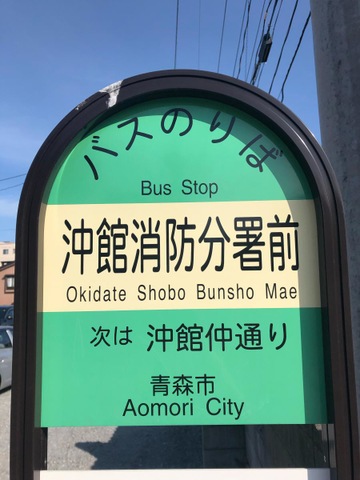 バスのりば
Bus Stop
沖館消防分署前
Okidate Shobo Bunsho Mae
次は 沖館仲通り
青森市
Aomori City